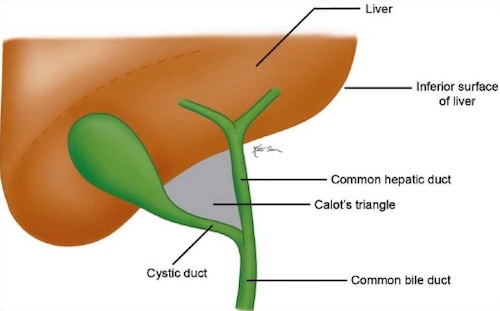 Liver
Inferior surface
of liver
Common hepatic duct
Calot's triangle
Cystic duct
Common bile duct